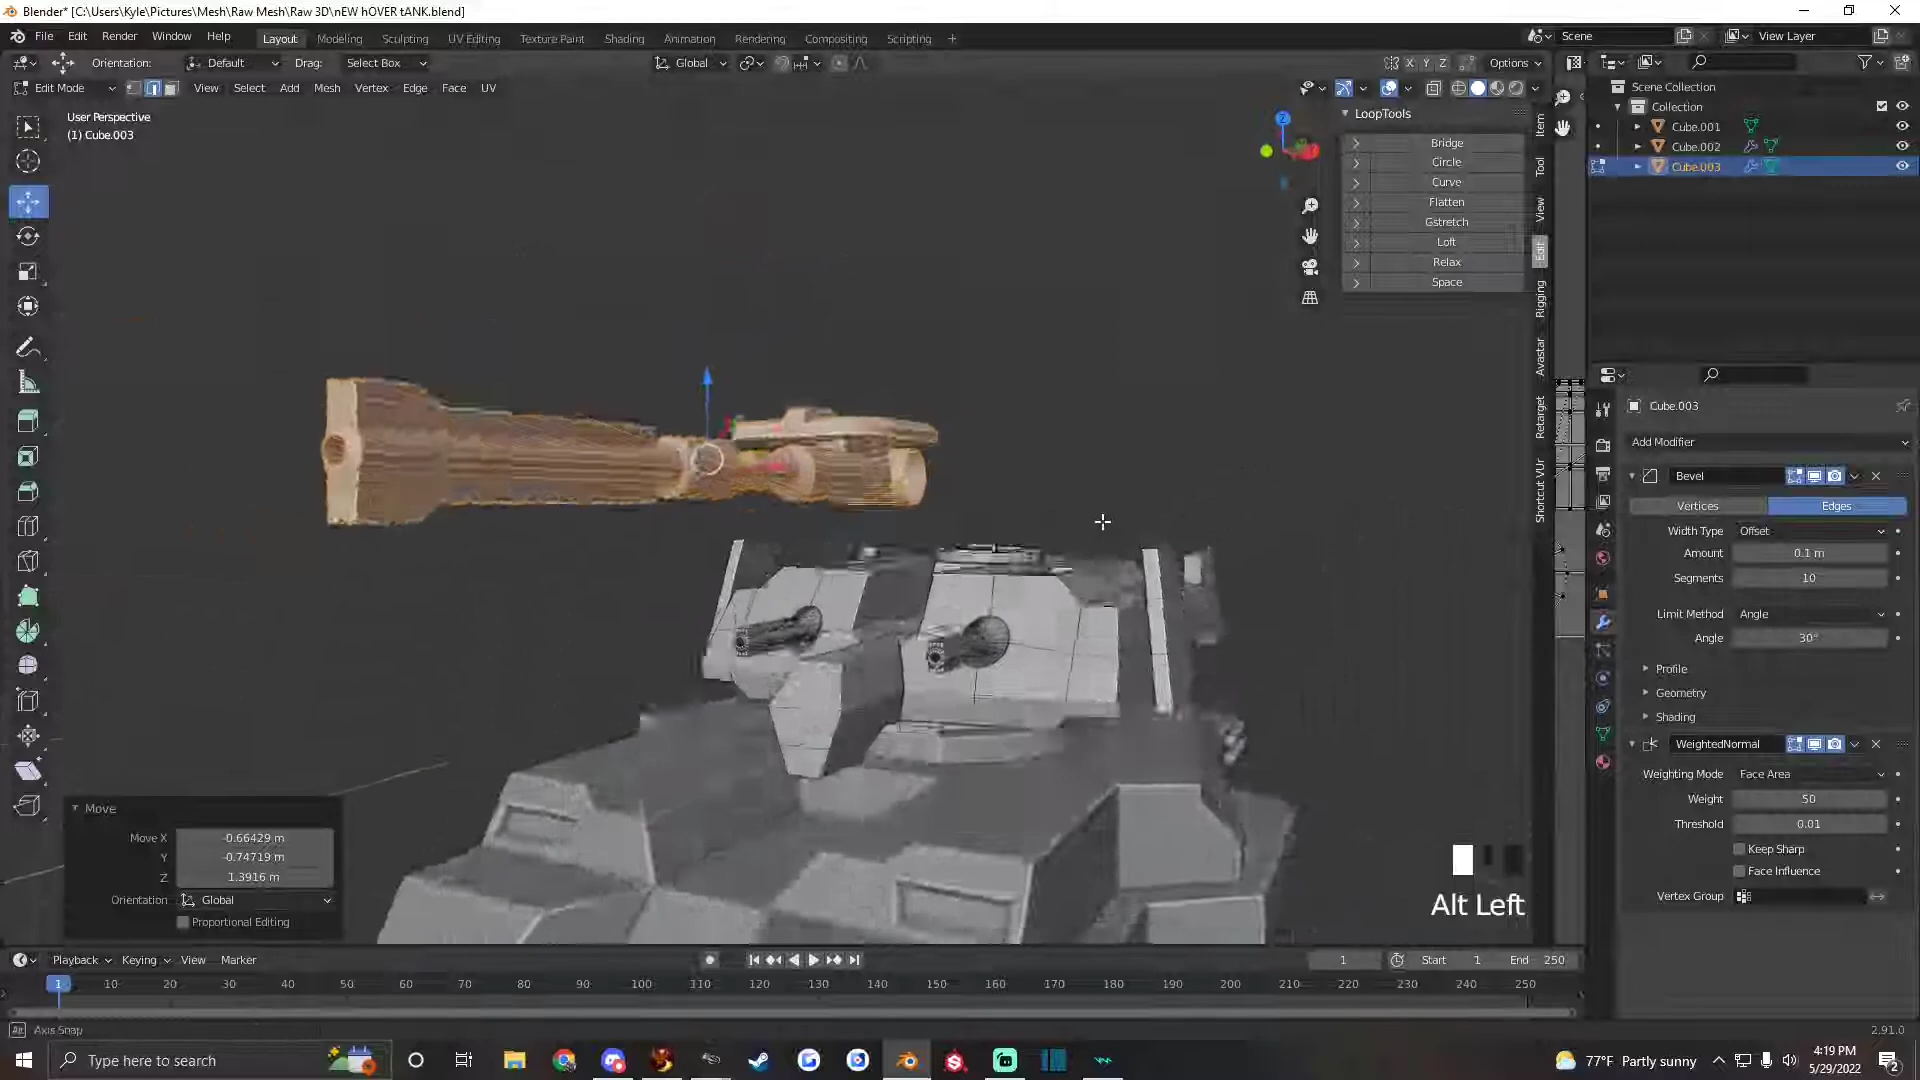 Blender* [C:\Users\Kyle\Pictures\Mesh\Raw Mesh\Raw 3D\nEW hOVER tANK.blend]
File Edit Render Window Help
Layout Modeling Sculpting UV Editing Texture Paint Shading Animation Rendering Compositing Scripting +
Scene View Layer
Orientation: Default Drag: Select Box Global X Y Z Options
Edit Mode View Select Add Mesh Vertex Edge Face UV
User Perspective
(1) Cube.003
LoopTools
Bridge
Circle
Curve
Flatten
Gstretch
Loft
Relax
Space
Item
Tool
View
Edit
Rigging
Avastar
Retarget
Shortcut VUr
Z
Scene Collection
Collection
Cube.001
Cube.002
Cube.003
Cube.003
Add Modifier
Bevel
Vertices Edges
Width Type Offset
Amount 0.1 m
Segments 10
Limit Method Angle
Angle 30°
Profile
Geometry
Shading
WeightedNormal
Weighting Mode Face Area
Weight 50
Threshold 0.01
Keep Sharp
Face Influence
Vertex Group
Move
Move X -0.66429 m
Y -0.74719 m
Z 1.3916 m
Orientation Global
Proportional Editing
Alt Left
Playback Keying View Marker
1 Start 1 End 250
1 10 20 30 40 50 60 70 80 90 100 110 120 130 140 150 160 170 180 190 200 210 220 230 240 250
Alt Axis Snap
2.91.0
Type here to search
77°F Partly sunny
4:19 PM
5/29/2022
2